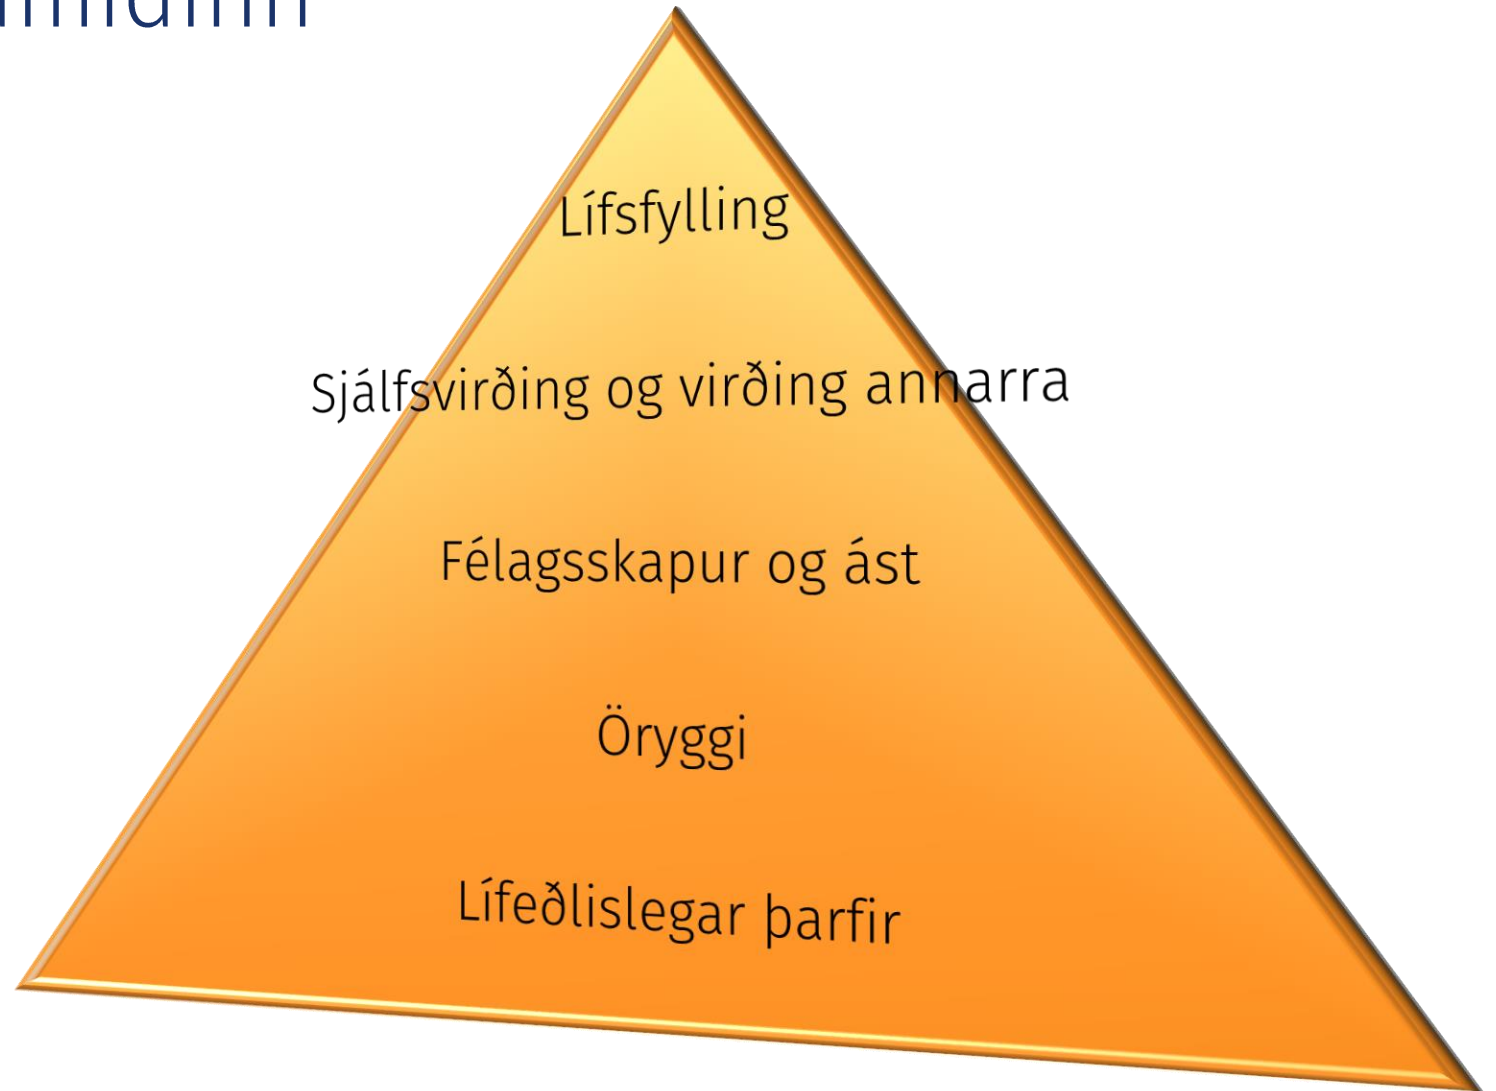 Lífsfylling
Sjálfsvirðing og virðing annarra
Félagsskapur og ást
Öryggi
Lífeðlislegar þarfir